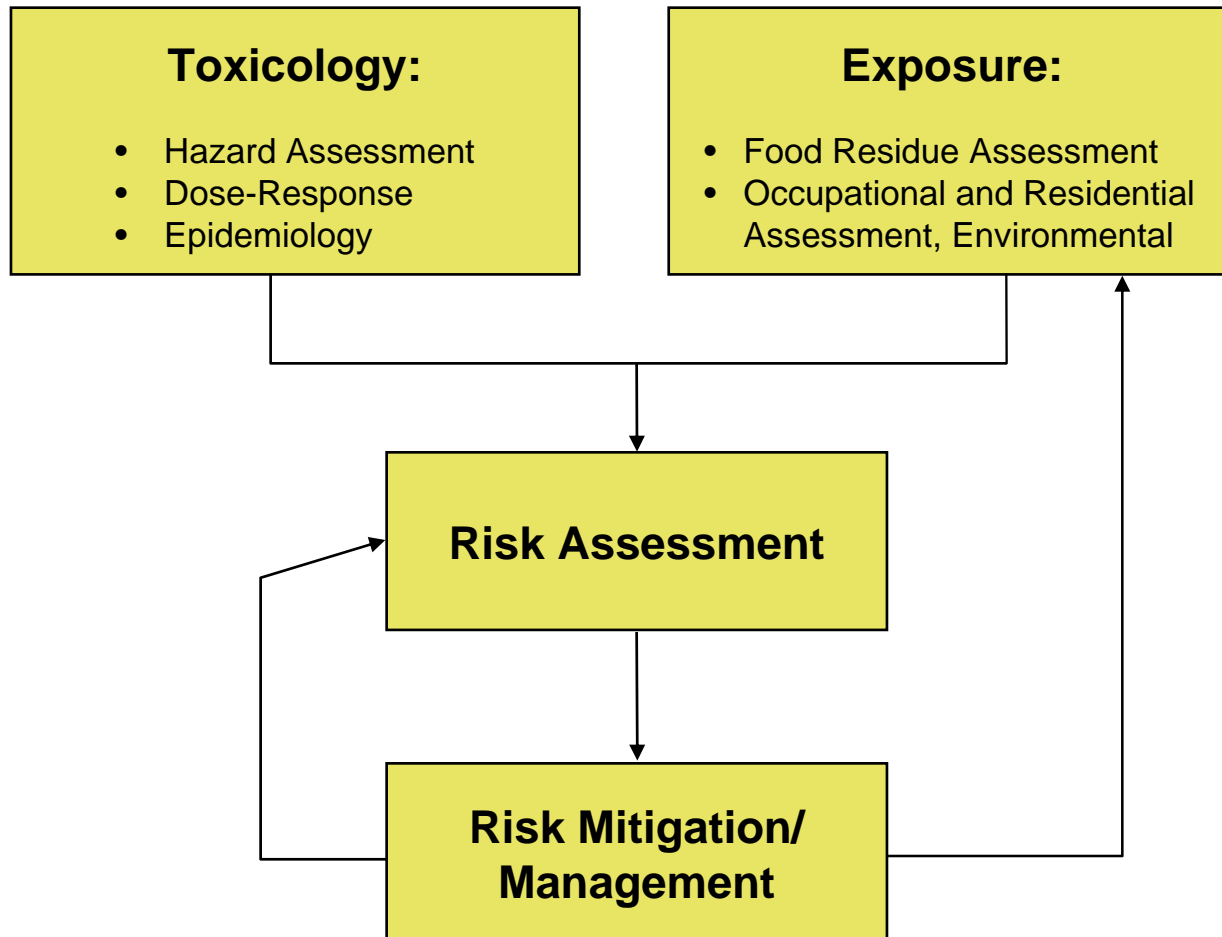 Toxicology:
• Hazard Assessment
• Dose-Response
• Epidemiology
Exposure:
• Food Residue Assessment
• Occupational and Residential
Assessment, Environmental
Risk Assessment
Risk Mitigation/
Management